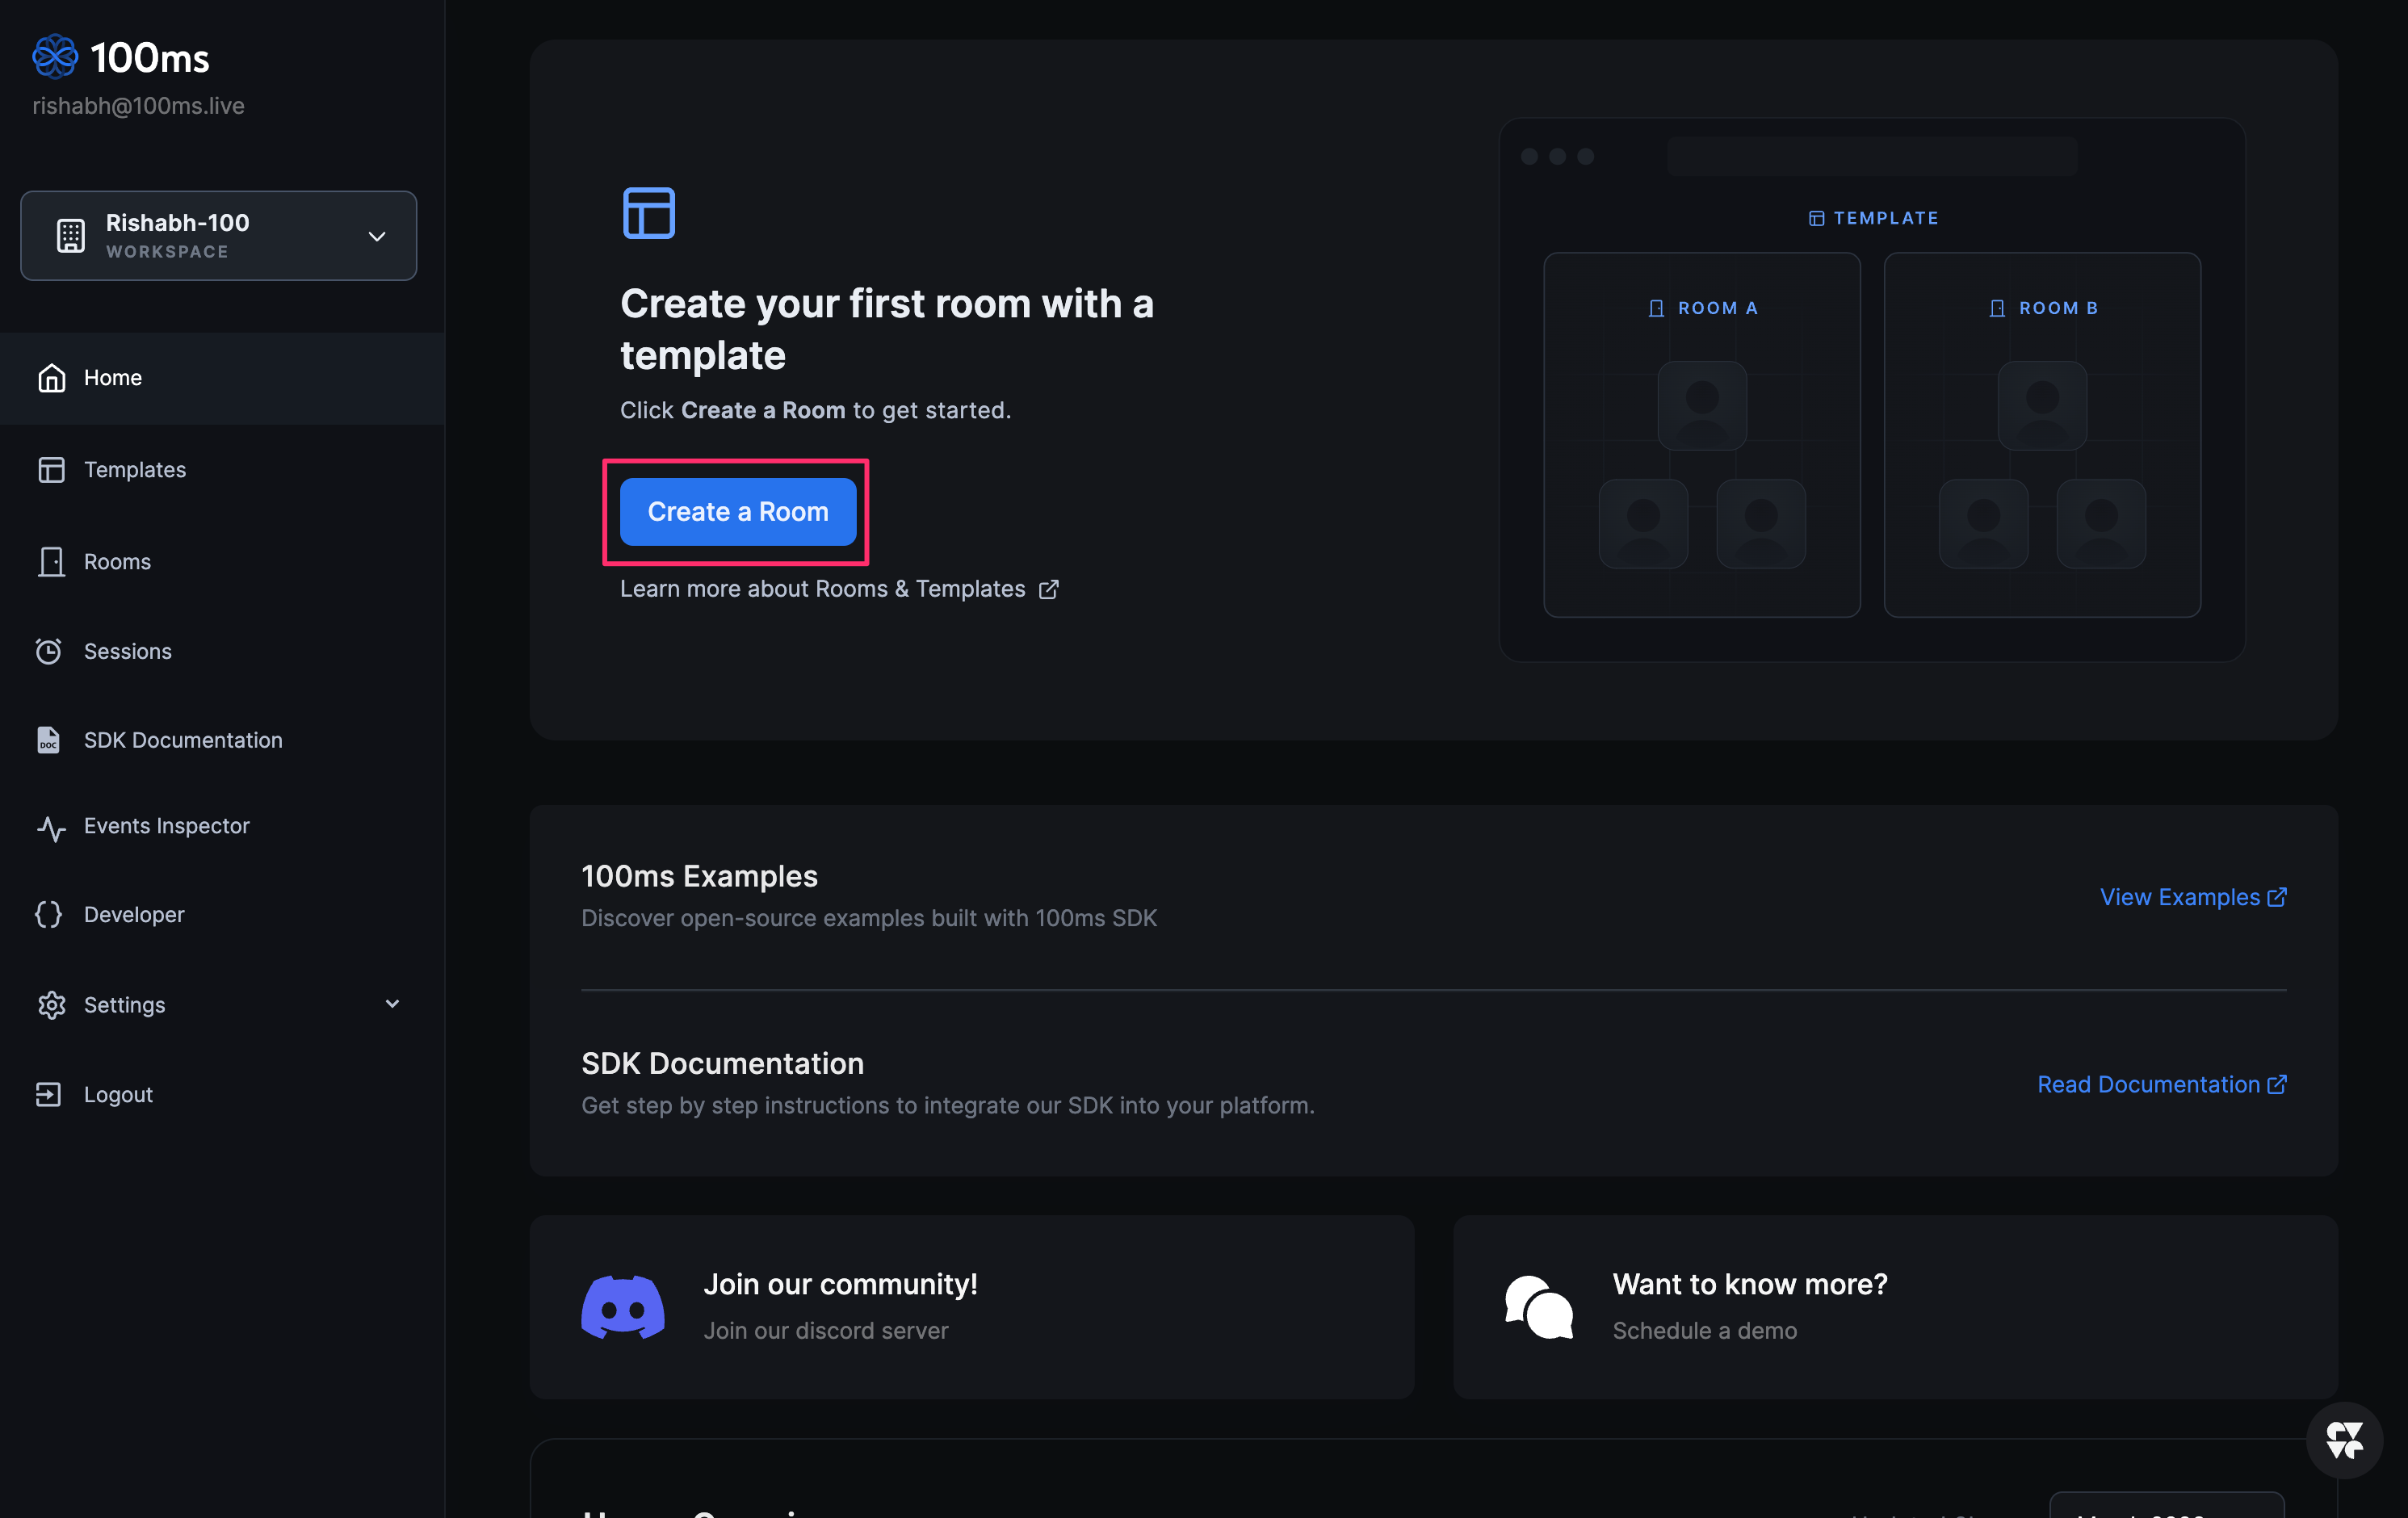 100ms
rishabh@100ms.live
Rishabh-100
WORKSPACE
Home
Templates
Rooms
Sessions
DOC
SDK Documentation
Events Inspector
Developer
Settings
Logout
Create your first room with a
template
Click Create a Room to get started.
Create a Room
Learn more about Rooms & Templates
TEMPLATE
ROOM A
ROOM B
100ms Examples
Discover open-source examples built with 100ms SDK
View Examples
SDK Documentation
Get step by step instructions to integrate our SDK into your platform.
Read Documentation
Join our community!
Join our discord server
Want to know more?
Schedule a demo